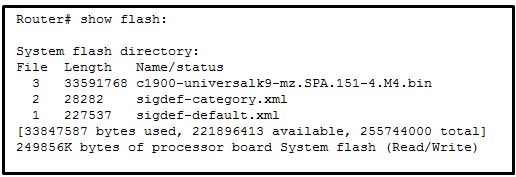 Router# show flash:
System flash directory:
File Length Name/status
3 33591768 c1900-universalk9-mz.SPA.151-4.M4.bin
2 28282 sigdef-category.xml
1 227537 sigdef-default.xml
[33847587 bytes used, 221896413 available, 255744000 total]
249856K bytes of processor board System flash (Read/Write)